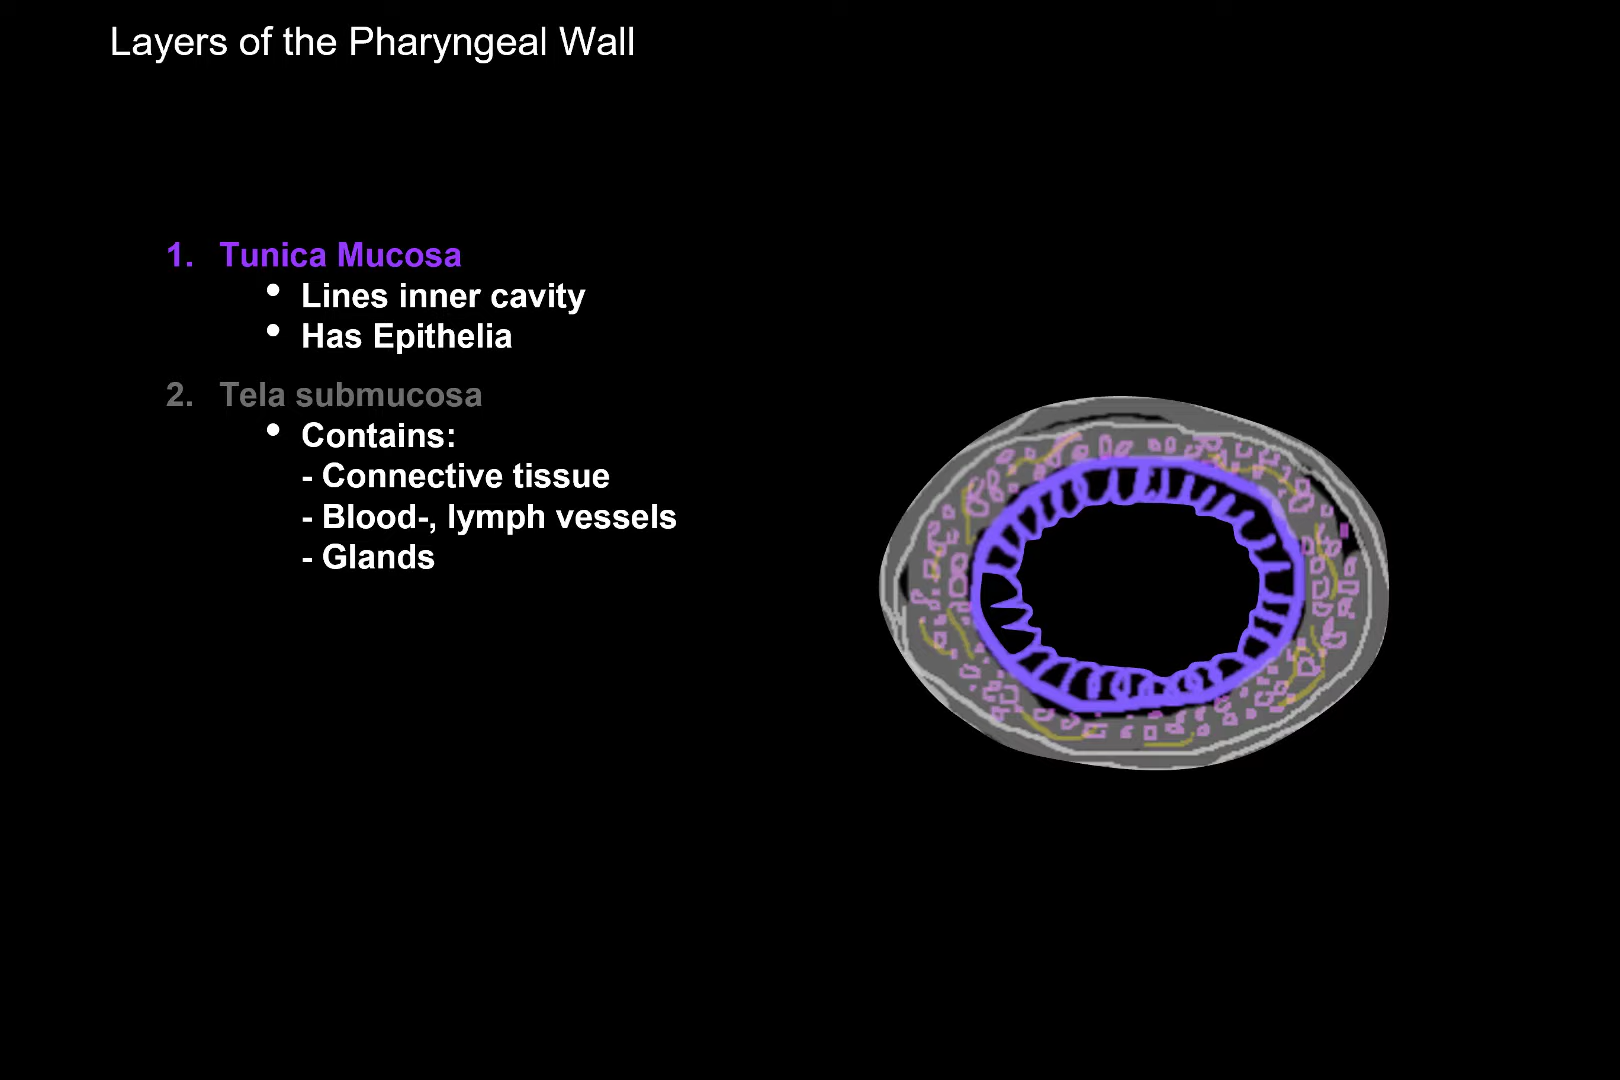 Layers of the Pharyngeal Wall
1. Tunica Mucosa
• Lines inner cavity
• Has Epithelia
2. Tela submucosa
• Contains:
- Connective tissue
- Blood-, lymph vessels
- Glands